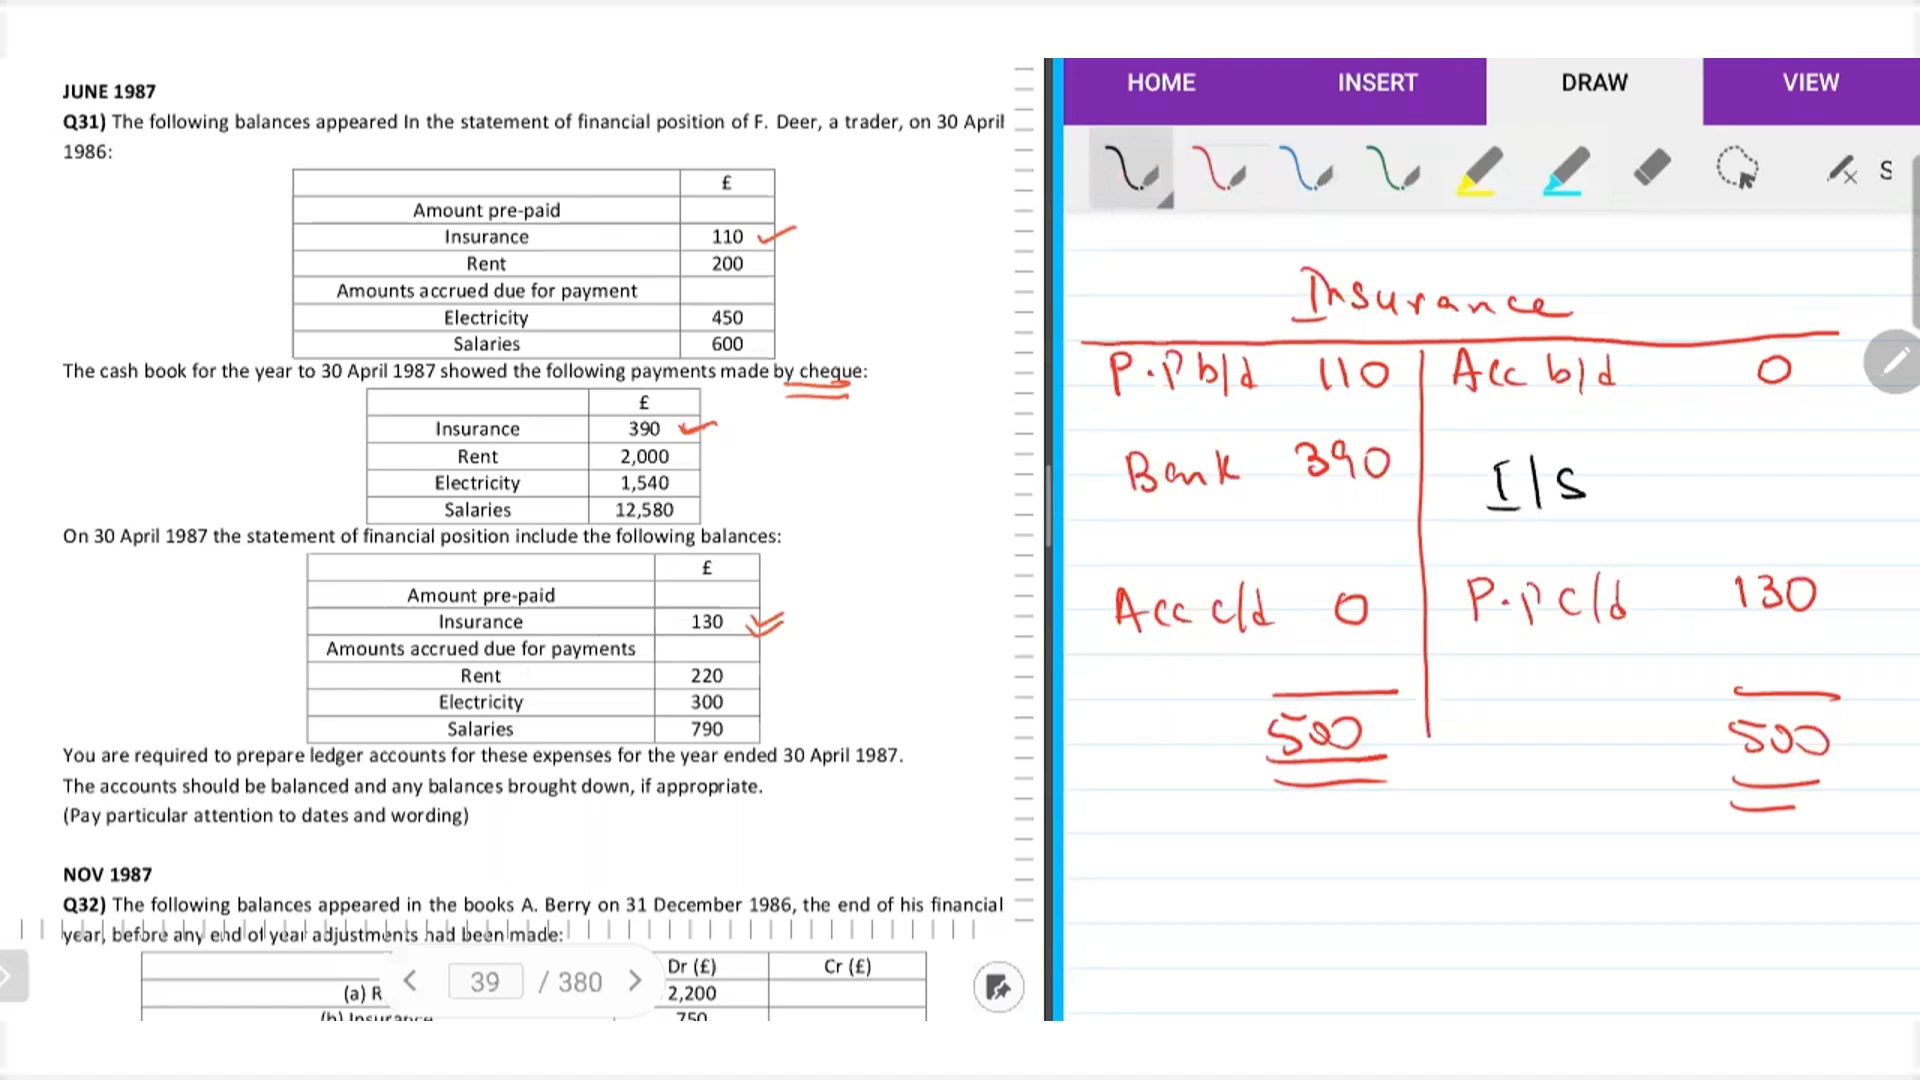 JUNE 1987
Q31) The following balances appeared In the statement of financial position of F. Deer, a trader, on 30 April
1986:
£
Amount pre-paid
Insurance 110
Rent 200
Amounts accrued due for payment
Electricity 450
Salaries 600
The cash book for the year to 30 April 1987 showed the following payments made by cheque:
£
Insurance 390
Rent 2,000
Electricity 1,540
Salaries 12,580
On 30 April 1987 the statement of financial position include the following balances:
£
Amount pre-paid
Insurance 130
Amounts accrued due for payments
Rent 220
Electricity 300
Salaries 790
You are required to prepare ledger accounts for these expenses for the year ended 30 April 1987.
The accounts should be balanced and any balances brought down, if appropriate.
(Pay particular attention to dates and wording)
NOV 1987
Q32) The following balances appeared in the books A. Berry on 31 December 1986, the end of his financial
year, before any end of year adjustments had been made:
Dr (£) Cr (£)
(a) R 2,200
(b) Insurance 750
39 / 380
HOME INSERT DRAW VIEW
S
Insurance
P.P b/d 110 Acc b/d 0
Bank 390 I/S
Acc c/d 0 P.P c/d 130
500 500